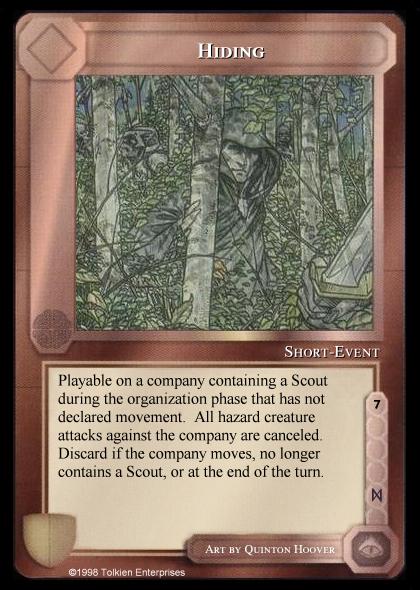 Hiding
Short-Event
Playable on a company containing a Scout
during the organization phase that has not
declared movement. All hazard creature
attacks against the company are canceled.
Discard if the company moves, no longer
contains a Scout, or at the end of the turn.
7
ᛞ
Art by Quinton Hoover
©1998 Tolkien Enterprises